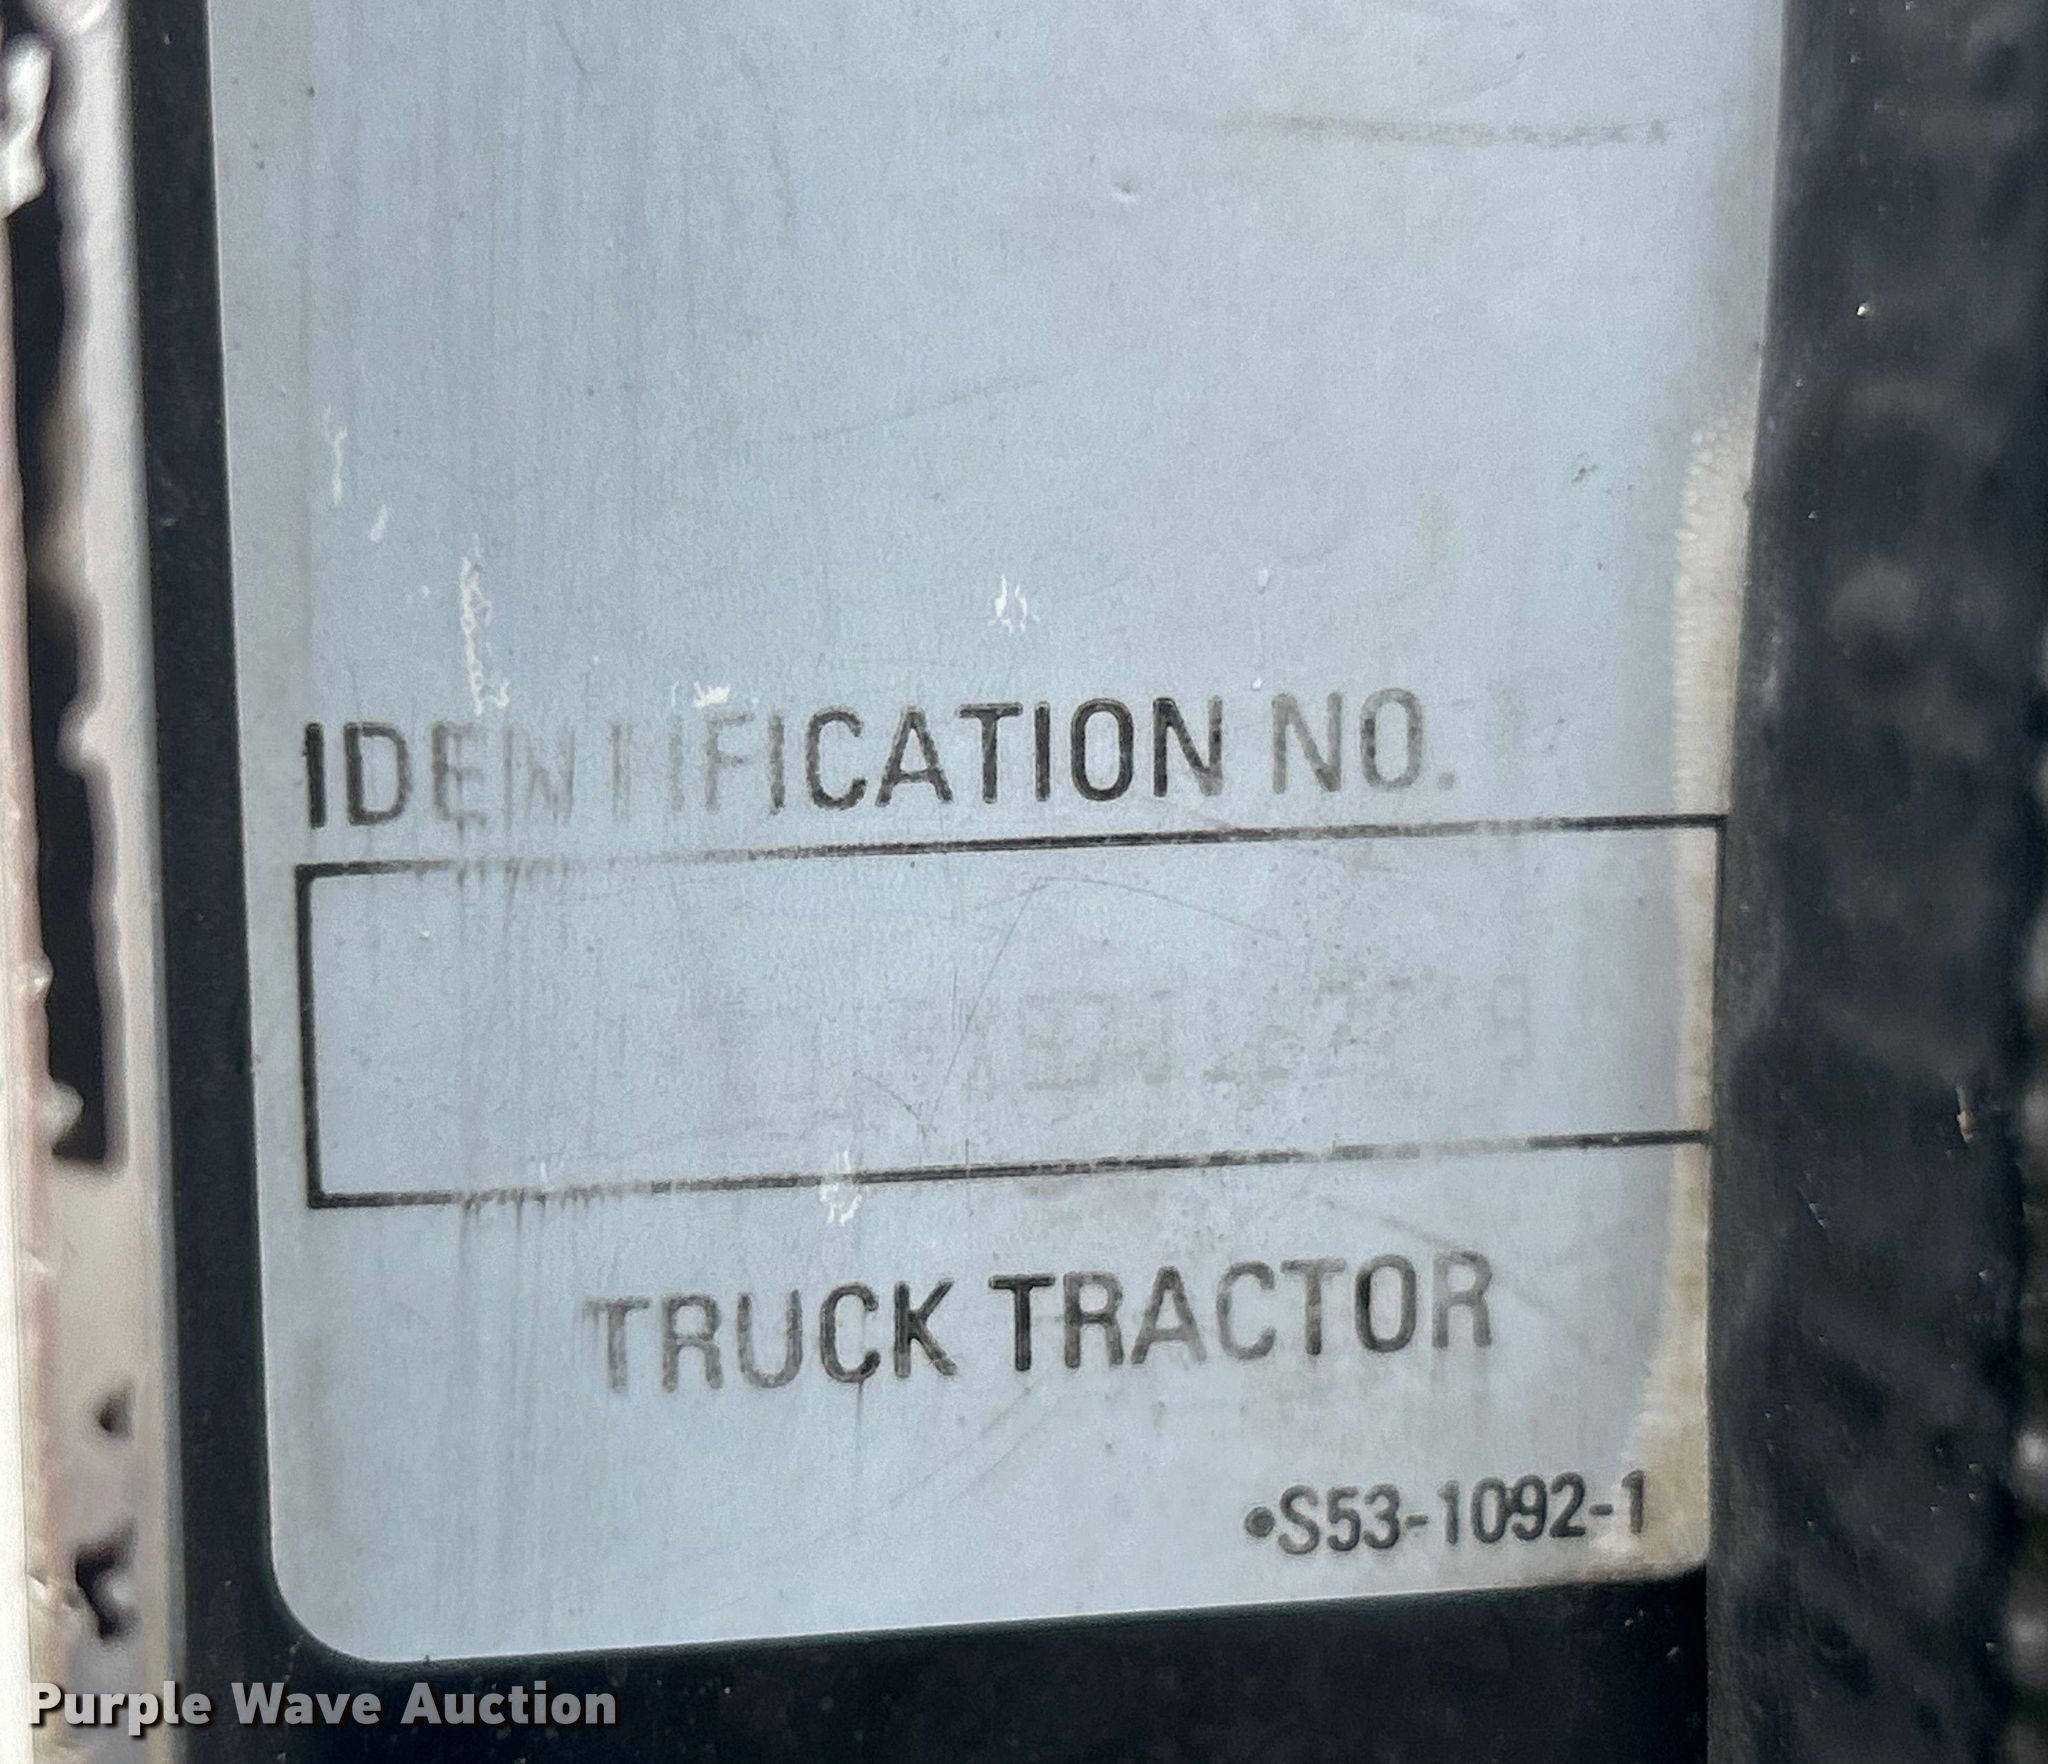 IDENTIFICATION NO.
TRUCK TRACTOR
•S53-1092-1
Purple Wave Auction